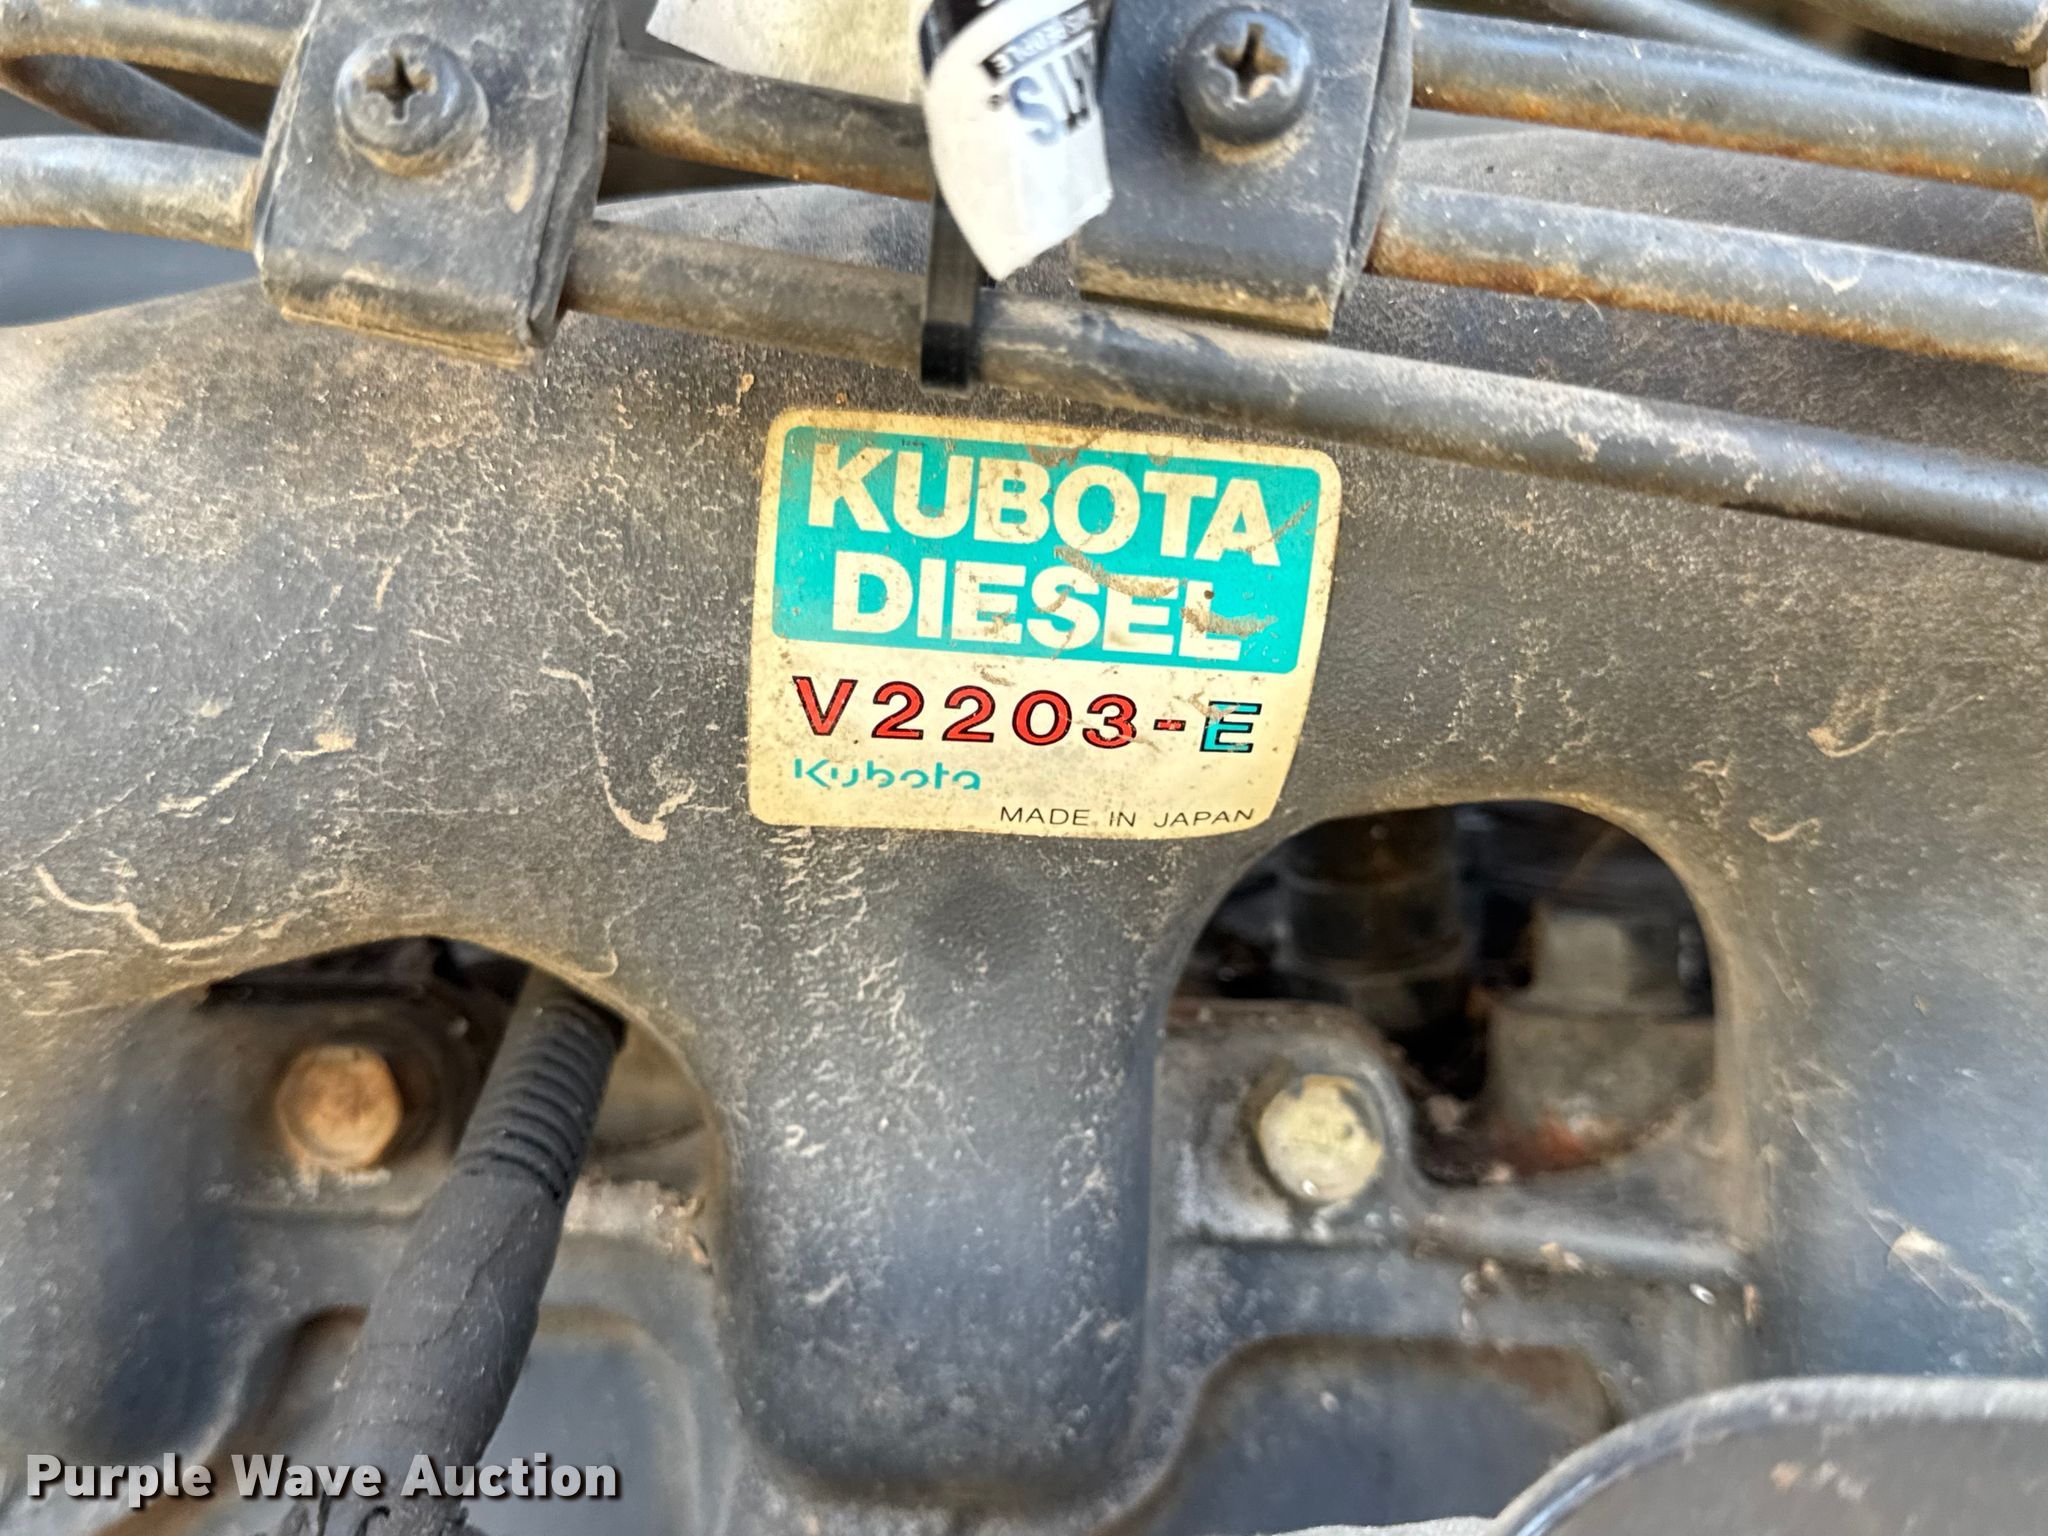 KUBOTA
DIESEL
V2203-E
Kubota
MADE IN JAPAN
Purple Wave Auction